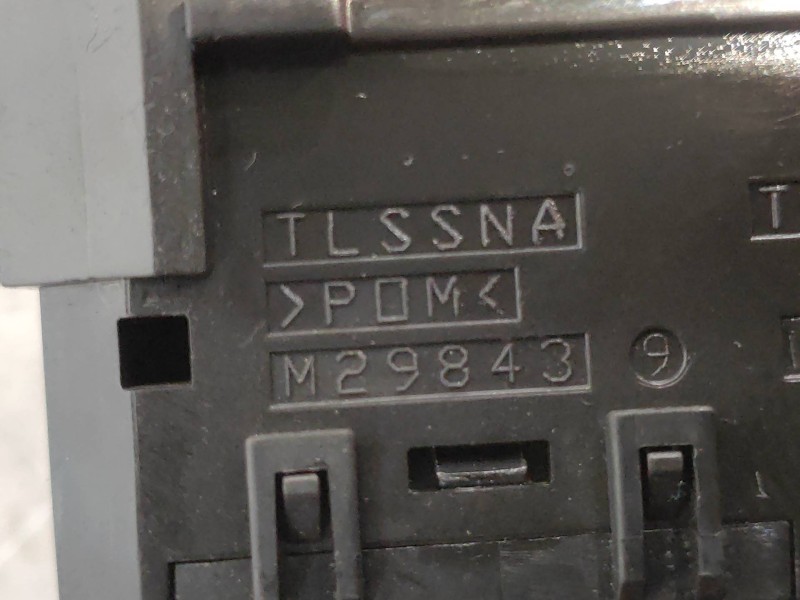 TLSSNA
>POM<
M29843 9
T